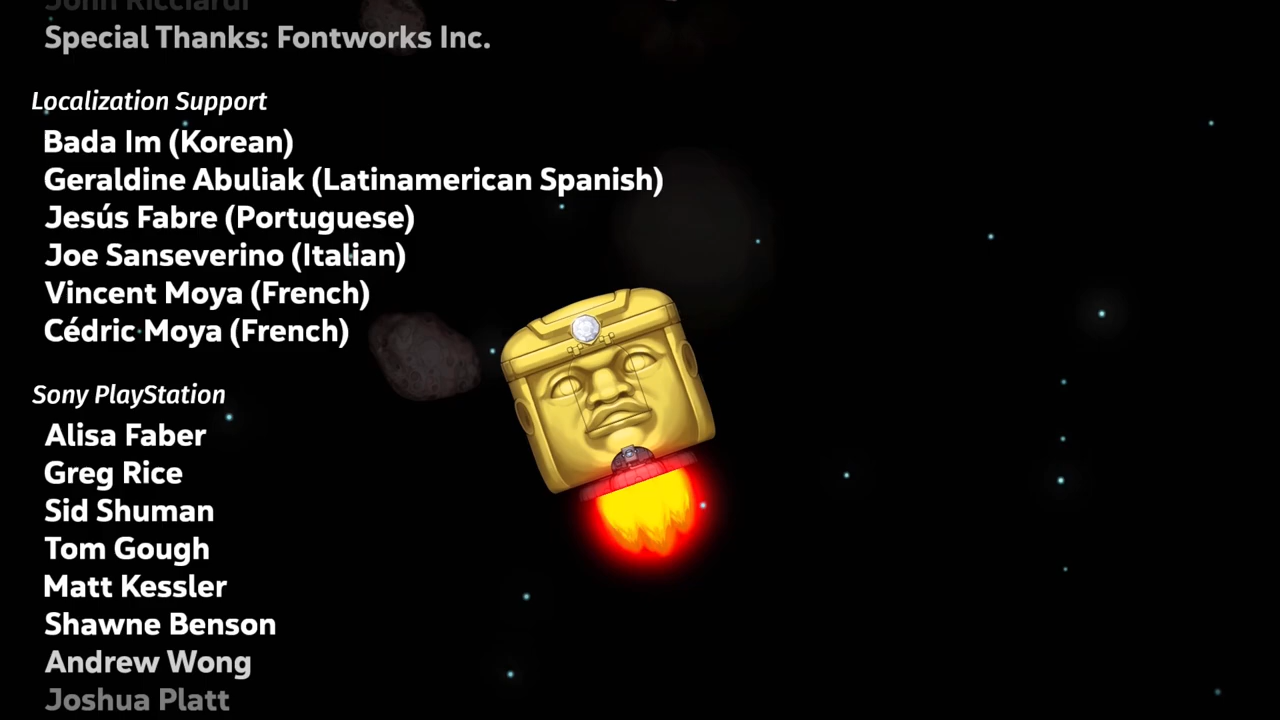 John Ricciardi
Special Thanks: Fontworks Inc.
Localization Support
Bada Im (Korean)
Geraldine Abuliak (Latinamerican Spanish)
Jesús Fabre (Portuguese)
Joe Sanseverino (Italian)
Vincent Moya (French)
Cédric Moya (French)
Sony PlayStation
Alisa Faber
Greg Rice
Sid Shuman
Tom Gough
Matt Kessler
Shawne Benson
Andrew Wong
Joshua Platt